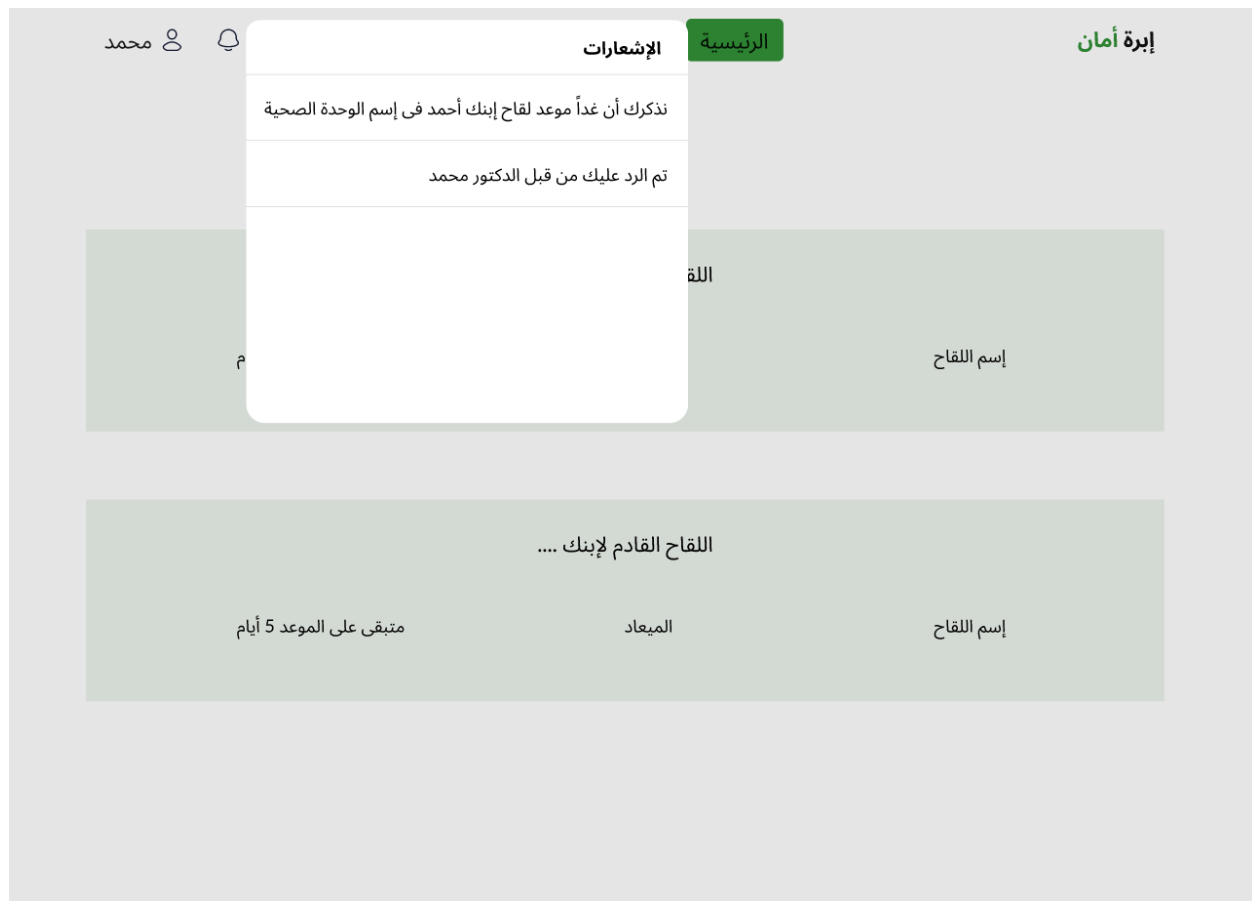 إبرة أمان
الرئيسية
محمد
الإشعارات
نذكرك أن غداً موعد لقاح إبنك أحمد فى إسم الوحدة الصحية
تم الرد عليك من قبل الدكتور محمد
إسم اللقاح
اللقاح القادم لإبنك ....
إسم اللقاح
الميعاد
متبقى على الموعد 5 أيام